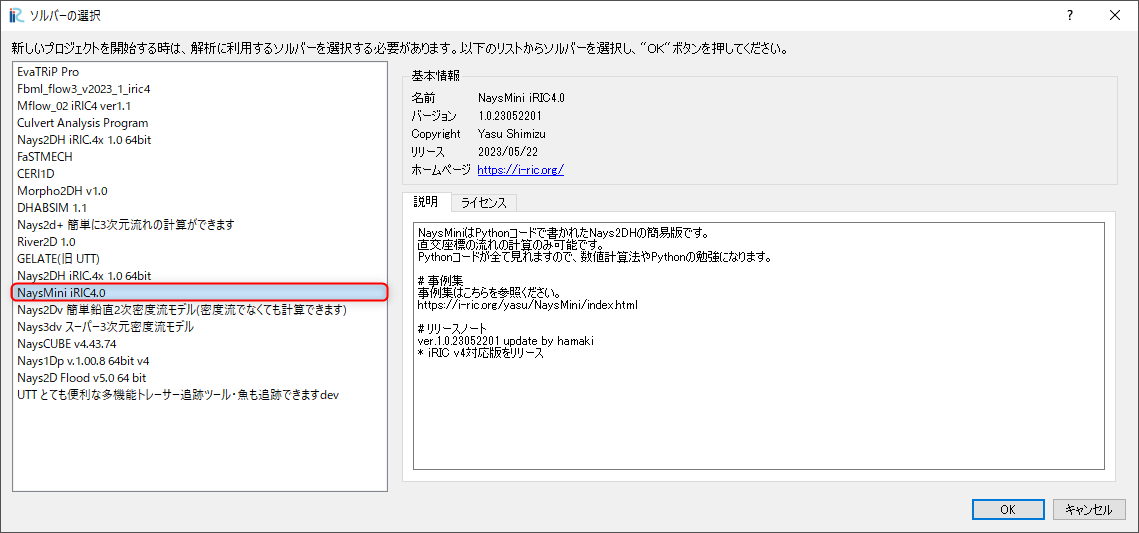 ソルバーの選択
新しいプロジェクトを開始する時は、解析に利用するソルバーを選択する必要があります。以下のリストからソルバーを選択し、“OK“ボタンを押してください。
EvaTRiP Pro
Fbml_flow3_v2023_1_iric4
Mflow_02 iRIC4 ver1.1
Culvert Analysis Program
Nays2DH iRIC.4x 1.0 64bit
FaSTMECH
CERI1D
Morpho2DH v1.0
DHABSIM 1.1
Nays2d+ 簡単に3次元流れの計算ができます
River2D 1.0
GELATE(旧 UTT)
Nays2DH iRIC.4x 1.0 64bit
NaysMini iRIC4.0
Nays2Dv 簡単鉛直2次密度流モデル(密度流でなくても計算できます)
Nays3dv スーパー3次元密度流モデル
NaysCUBE v4.43.74
Nays1Dp v.1.00.8 64bit v4
Nays2D Flood v5.0 64 bit
UTT とても便利な多機能トレーサー追跡ツール・魚も追跡できますdev
基本情報
名前 NaysMini iRIC4.0
バージョン 1.0.23052201
Copyright Yasu Shimizu
リリース 2023/05/22
ホームページ https://i-ric.org/
説明 ライセンス
NaysMiniはPythonコードで書かれたNays2DHの簡易版です。
直交座標の流れの計算のみ可能です。
Pythonコードが全て見れますので、数値計算法やPythonの勉強になります。
# 事例集
事例集はこちらを参照ください。
https://i-ric.org/yasu/NaysMini/index.html
# リリースノート
ver.1.0.23052201 update by hamaki
* iRIC v4対応版をリリース
OK キャンセル